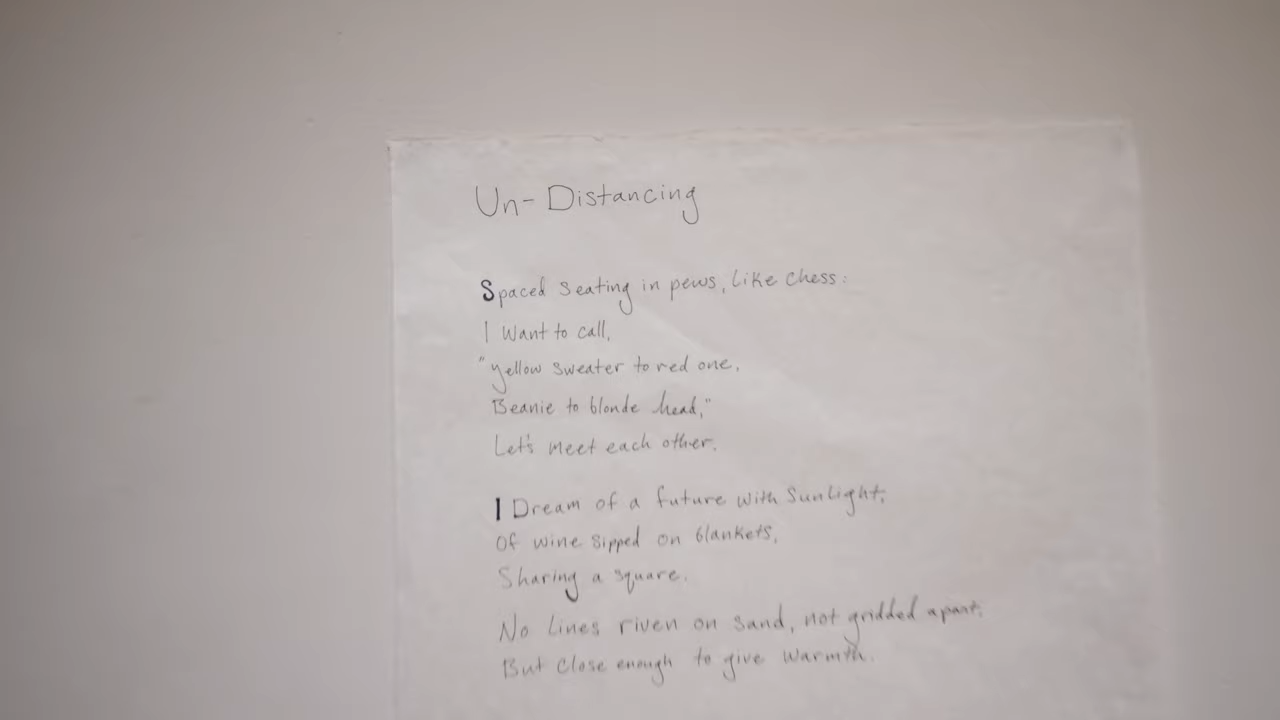 Un-Distancing
Spaced seating in pews, like chess:
I want to call,
"yellow sweater to red one,
Beanie to blonde head,"
Let's meet each other.
I Dream of a future with Sunlight,
Of wine sipped on blankets,
Sharing a square.
No lines riven on sand, not gridded apart,
But close enough to give warmth.